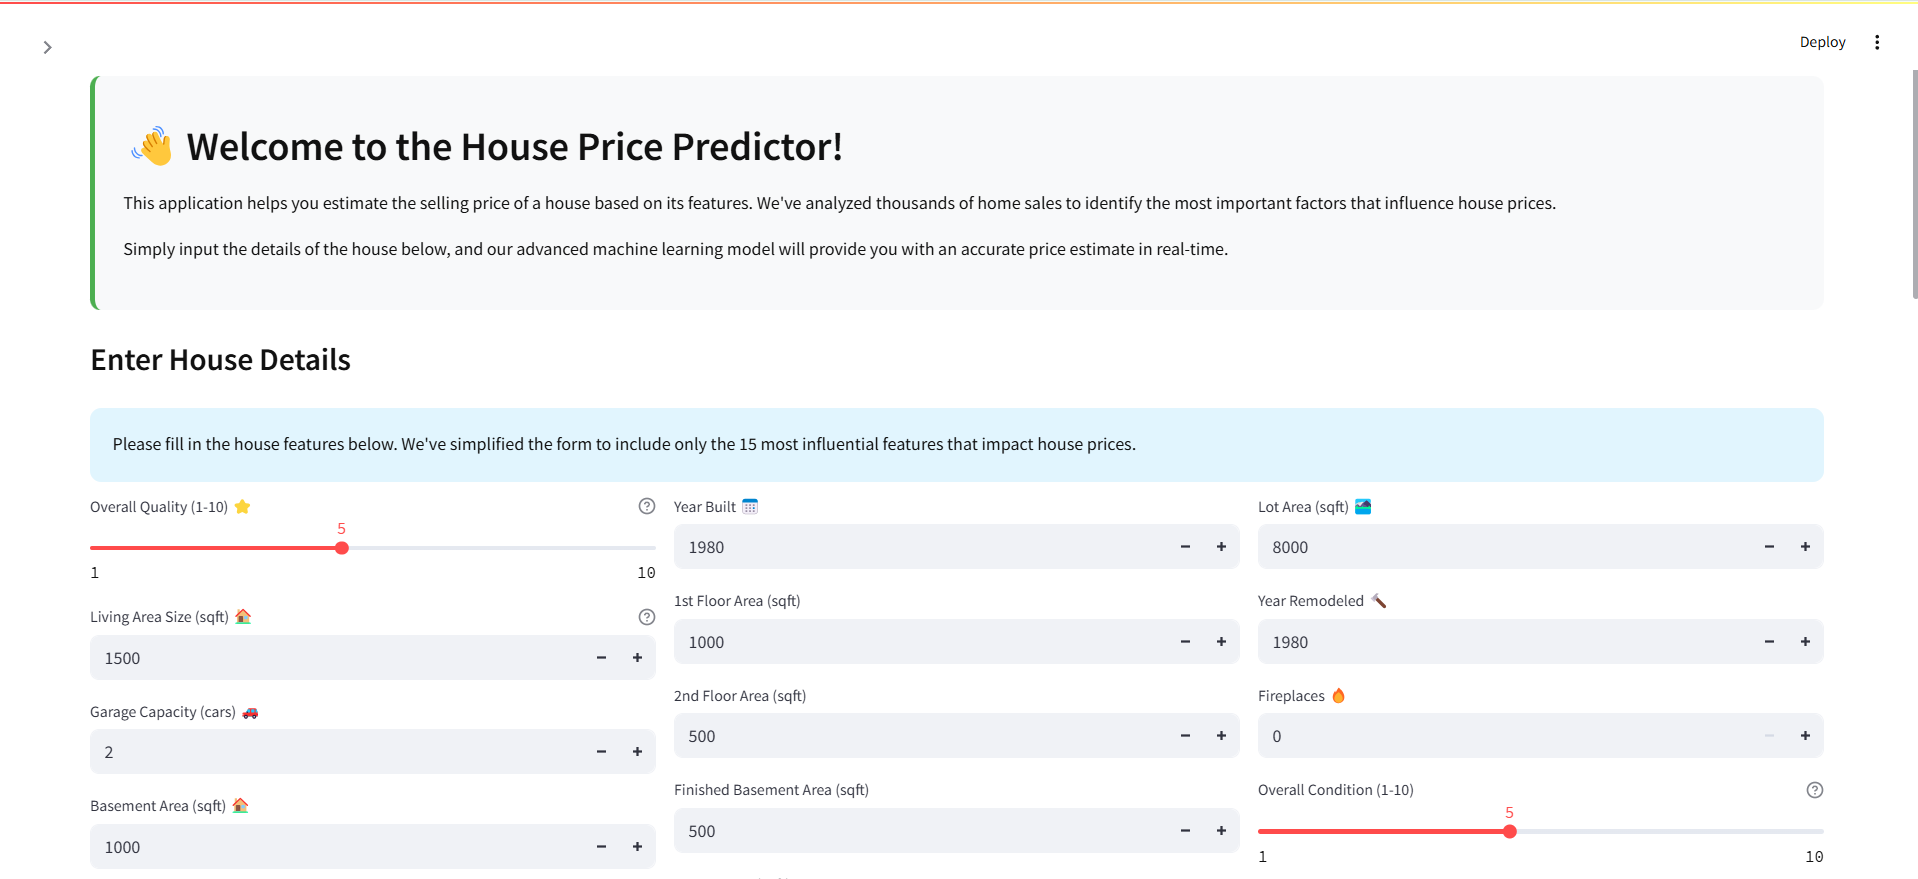 Deploy
Welcome to the House Price Predictor!
This application helps you estimate the selling price of a house based on its features. We've analyzed thousands of home sales to identify the most important factors that influence house prices.
Simply input the details of the house below, and our advanced machine learning model will provide you with an accurate price estimate in real-time.
Enter House Details
Please fill in the house features below. We've simplified the form to include only the 15 most influential features that impact house prices.
Overall Quality (1-10)
5
1 10
Living Area Size (sqft)
1500
Garage Capacity (cars)
2
Basement Area (sqft)
1000
Year Built
1980
1st Floor Area (sqft)
1000
2nd Floor Area (sqft)
500
Finished Basement Area (sqft)
500
Lot Area (sqft)
8000
Year Remodeled
1980
Fireplaces
0
Overall Condition (1-10)
5
1 10